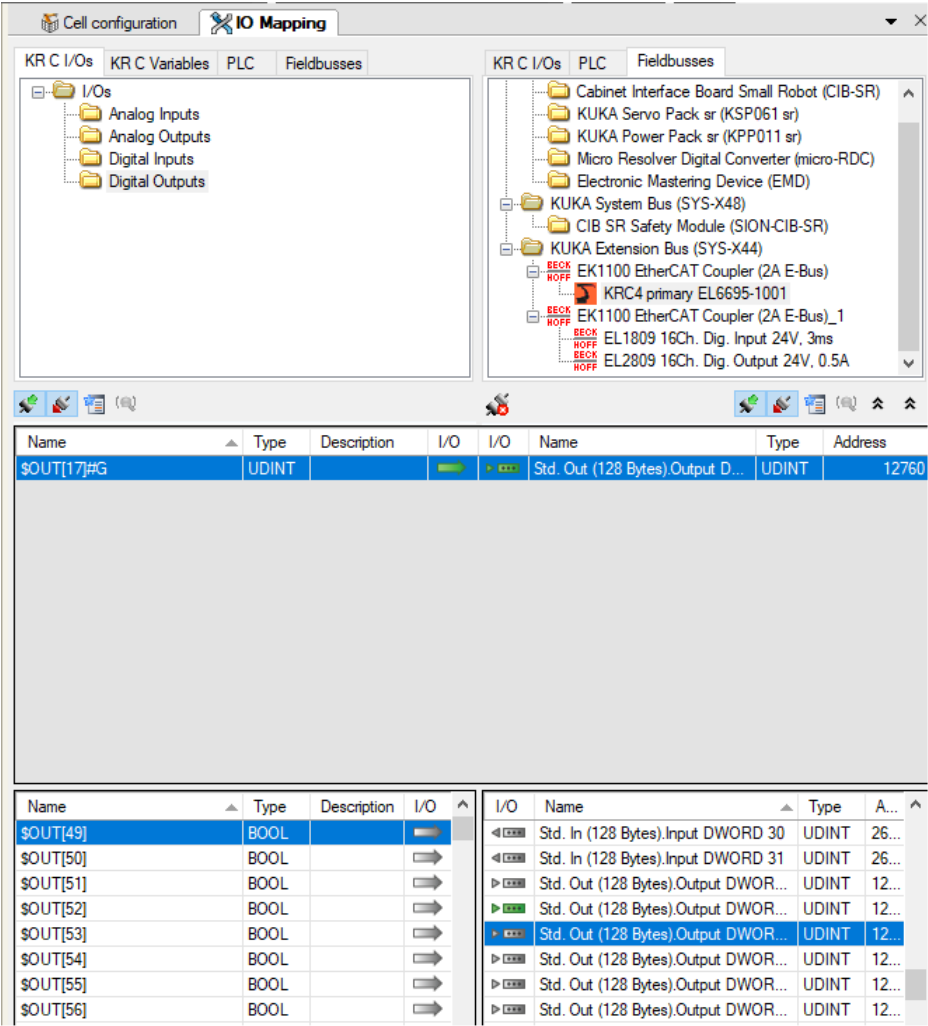 Cell configuration IO Mapping
KR C I/Os KR C Variables PLC Fieldbusses
I/Os
Analog Inputs
Analog Outputs
Digital Inputs
Digital Outputs
KR C I/Os PLC Fieldbusses
Cabinet Interface Board Small Robot (CIB-SR)
KUKA Servo Pack sr (KSP061 sr)
KUKA Power Pack sr (KPP011 sr)
Micro Resolver Digital Converter (micro-RDC)
Electronic Mastering Device (EMD)
KUKA System Bus (SYS-X48)
CIB SR Safety Module (SION-CIB-SR)
KUKA Extension Bus (SYS-X44)
BECK HOFF EK1100 EtherCAT Coupler (2A E-Bus)
KRC4 primary EL6695-1001
BECK HOFF EK1100 EtherCAT Coupler (2A E-Bus)_1
BECK HOFF EL1809 16Ch. Dig. Input 24V, 3ms
BECK HOFF EL2809 16Ch. Dig. Output 24V, 0.5A
Name Type Description I/O I/O Name Type Address
$OUT[17]#G UDINT Std. Out (128 Bytes).Output D... UDINT 12760
Name Type Description I/O
$OUT[49] BOOL
$OUT[50] BOOL
$OUT[51] BOOL
$OUT[52] BOOL
$OUT[53] BOOL
$OUT[54] BOOL
$OUT[55] BOOL
$OUT[56] BOOL
I/O Name Type A...
Std. In (128 Bytes).Input DWORD 30 UDINT 26...
Std. In (128 Bytes).Input DWORD 31 UDINT 26...
Std. Out (128 Bytes).Output DWOR... UDINT 12...
Std. Out (128 Bytes).Output DWOR... UDINT 12...
Std. Out (128 Bytes).Output DWOR... UDINT 12...
Std. Out (128 Bytes).Output DWOR... UDINT 12...
Std. Out (128 Bytes).Output DWOR... UDINT 12...
Std. Out (128 Bytes).Output DWOR... UDINT 12...